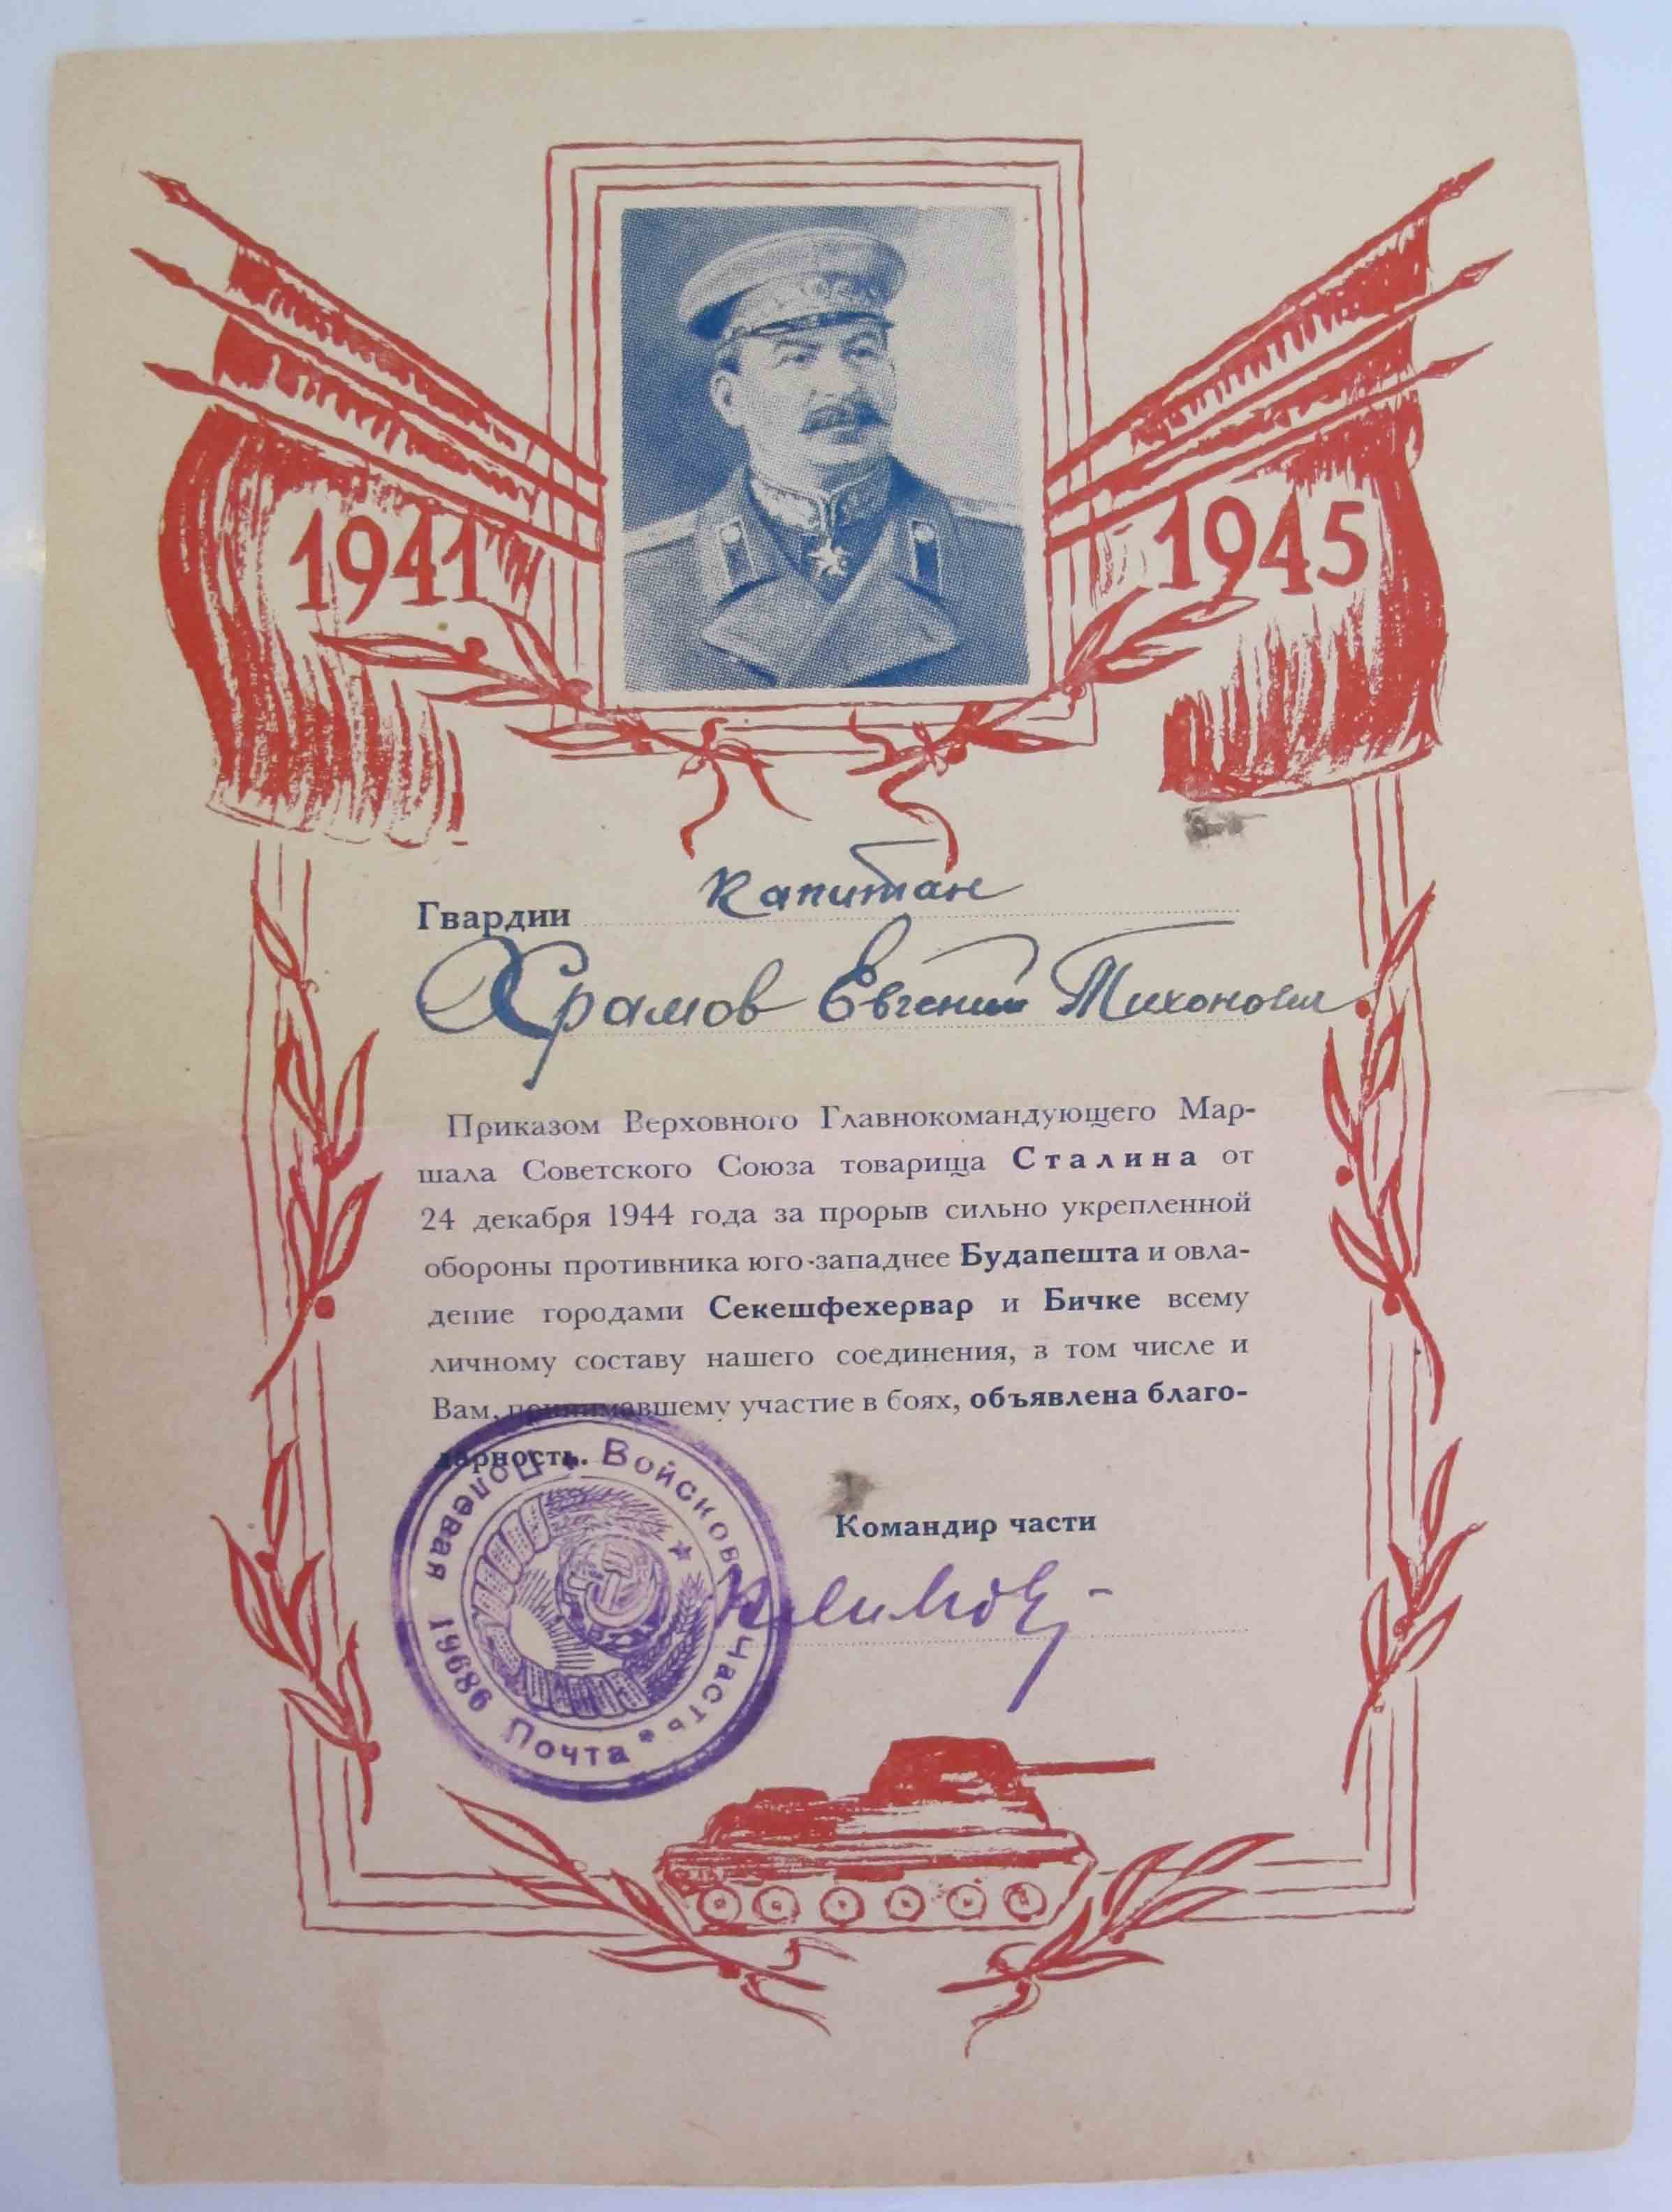 1941
1945
Гвардии капитан
Храмов Евгений Тихонович
Приказом Верховного Главнокомандующего Мар-
шала Советского Союза товарища Сталина от
24 декабря 1944 года за прорыв сильно укрепленной
обороны противника юго-западнее Будапешта и овла-
дение городами Секешфехервар и Бичке всему
личному составу нашего соединения, в том числе и
Вам, принимавшему участие в боях, объявлена благо-
дарность.
Командир части
Полевая Почта 19686
Войсков. часть